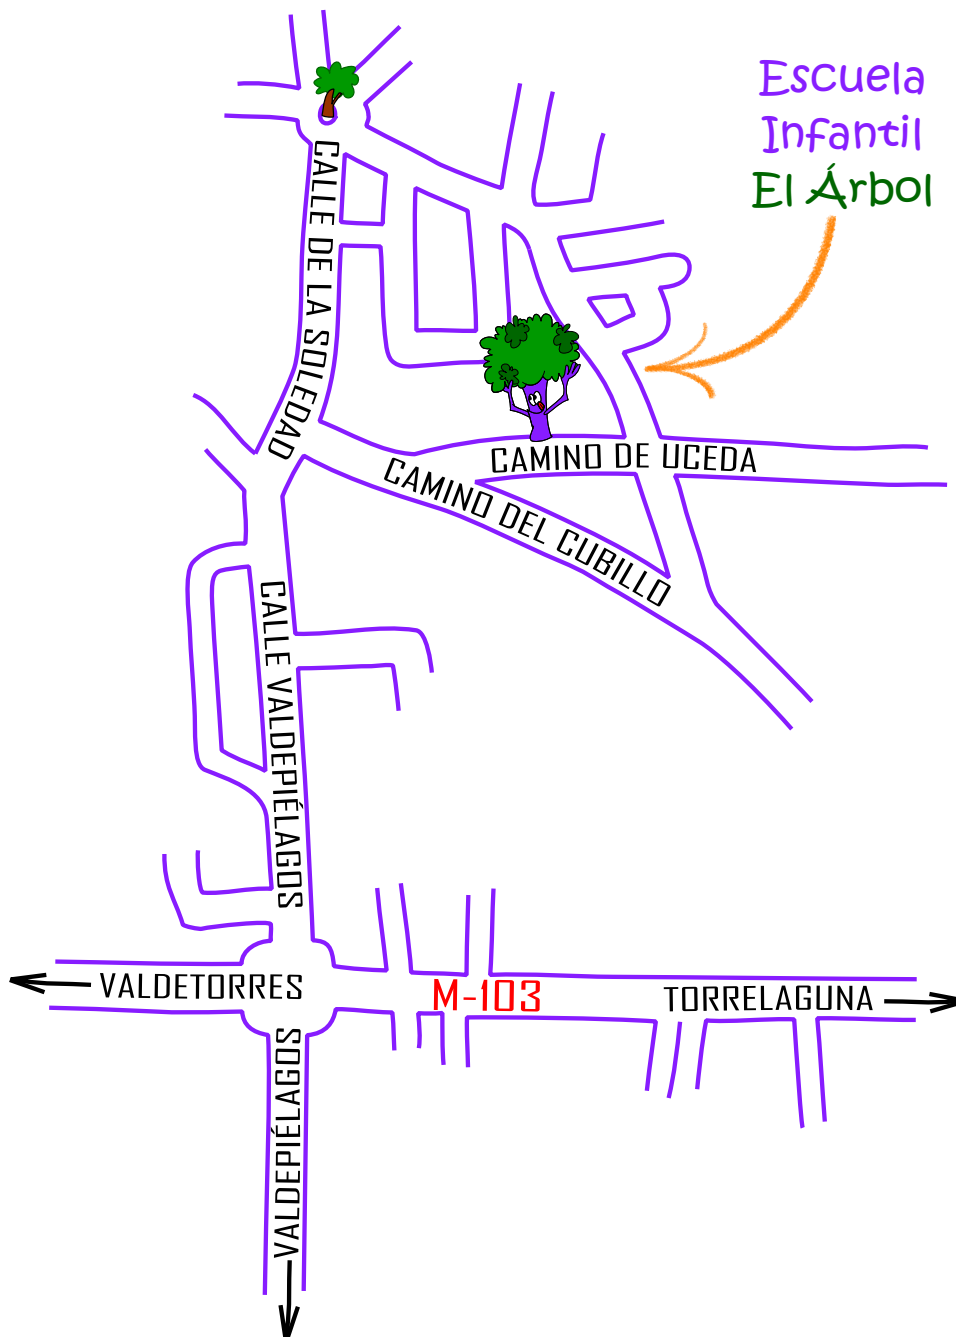 Escuela
Infantil
El Árbol
CALLE DE LA SOLEDAD
CAMINO DE UCEDA
CAMINO DEL CUBILLO
CALLE VALDEPIÉLAGOS
VALDETORRES
M-103
TORRELAGUNA
VALDEPIÉLAGOS